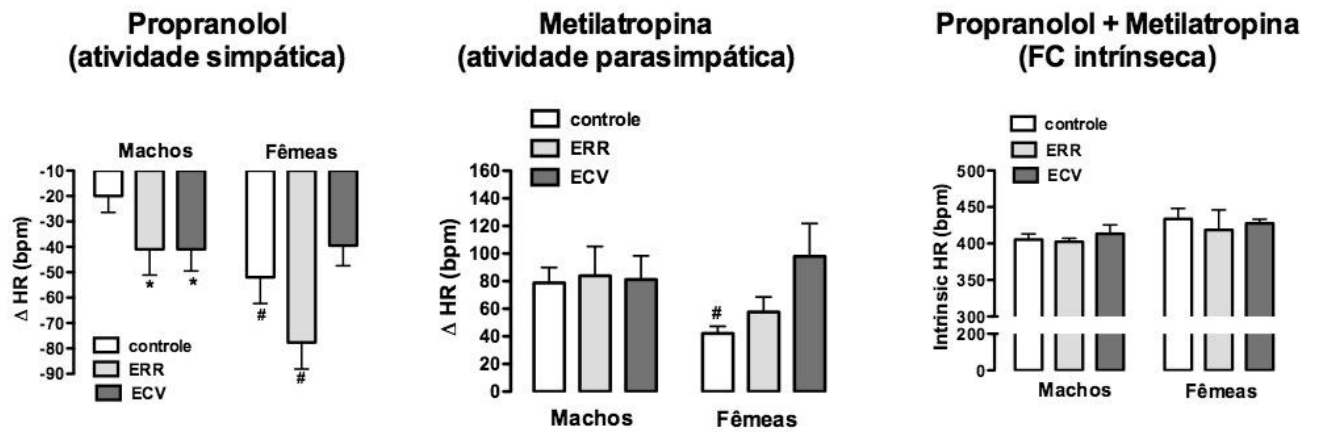 Propranolol
(atividade simpática)
Machos
Fêmeas
-10
-20
-30
-40
-50
-60
-70
-80
-90
Δ HR (bpm)
*
*
#
#
controle
ERR
ECV
Metilatropina
(atividade parasimpática)
controle
ERR
ECV
160
140
120
100
80
60
40
20
0
Δ HR (bpm)
#
Machos
Fêmeas
Propranolol + Metilatropina
(FC intrínseca)
controle
ERR
ECV
500
450
400
350
300
200
0
Intrinsic HR (bpm)
Machos
Fêmeas